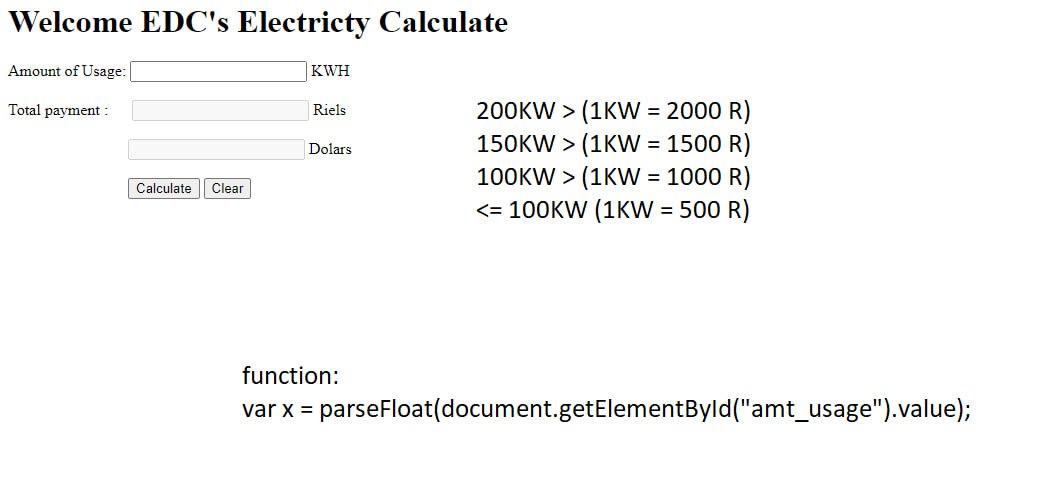 Welcome EDC's Electricty Calculate
Amount of Usage: KWH
Total payment : Riels
Dolars
Calculate Clear
200KW > (1KW = 2000 R)
150KW > (1KW = 1500 R)
100KW > (1KW = 1000 R)
<= 100KW (1KW = 500 R)
function:
var x = parseFloat(document.getElementById("amt_usage").value);